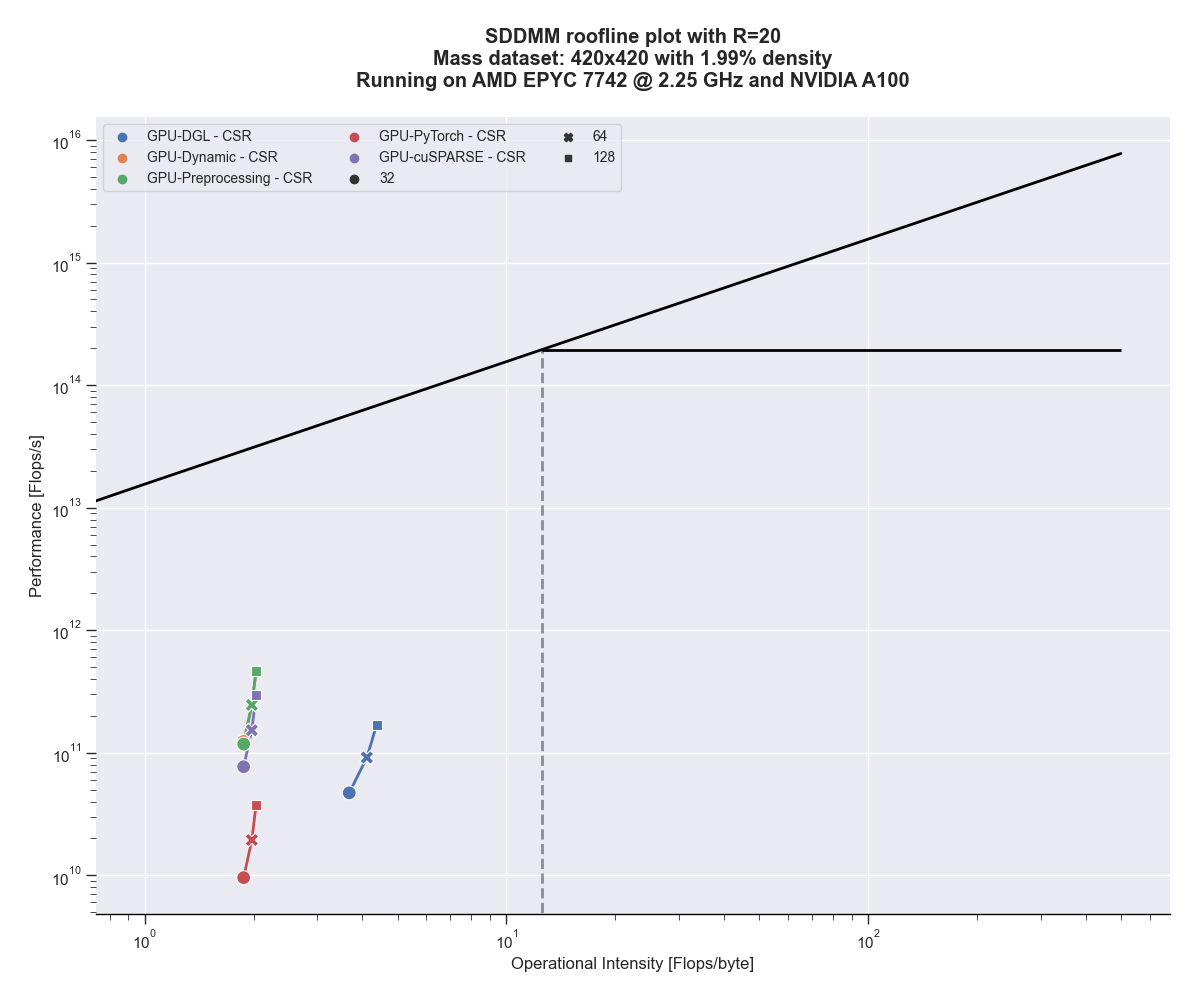 SDDMM roofline plot with R=20
Mass dataset: 420x420 with 1.99% density
Running on AMD EPYC 7742 @ 2.25 GHz and NVIDIA A100
GPU-DGL - CSR
GPU-Dynamic - CSR
GPU-Preprocessing - CSR
GPU-PyTorch - CSR
GPU-cuSPARSE - CSR
32
64
128
Performance [Flops/s]
10^16
10^15
10^14
10^13
10^12
10^11
10^10
10^0
10^1
10^2
Operational Intensity [Flops/byte]